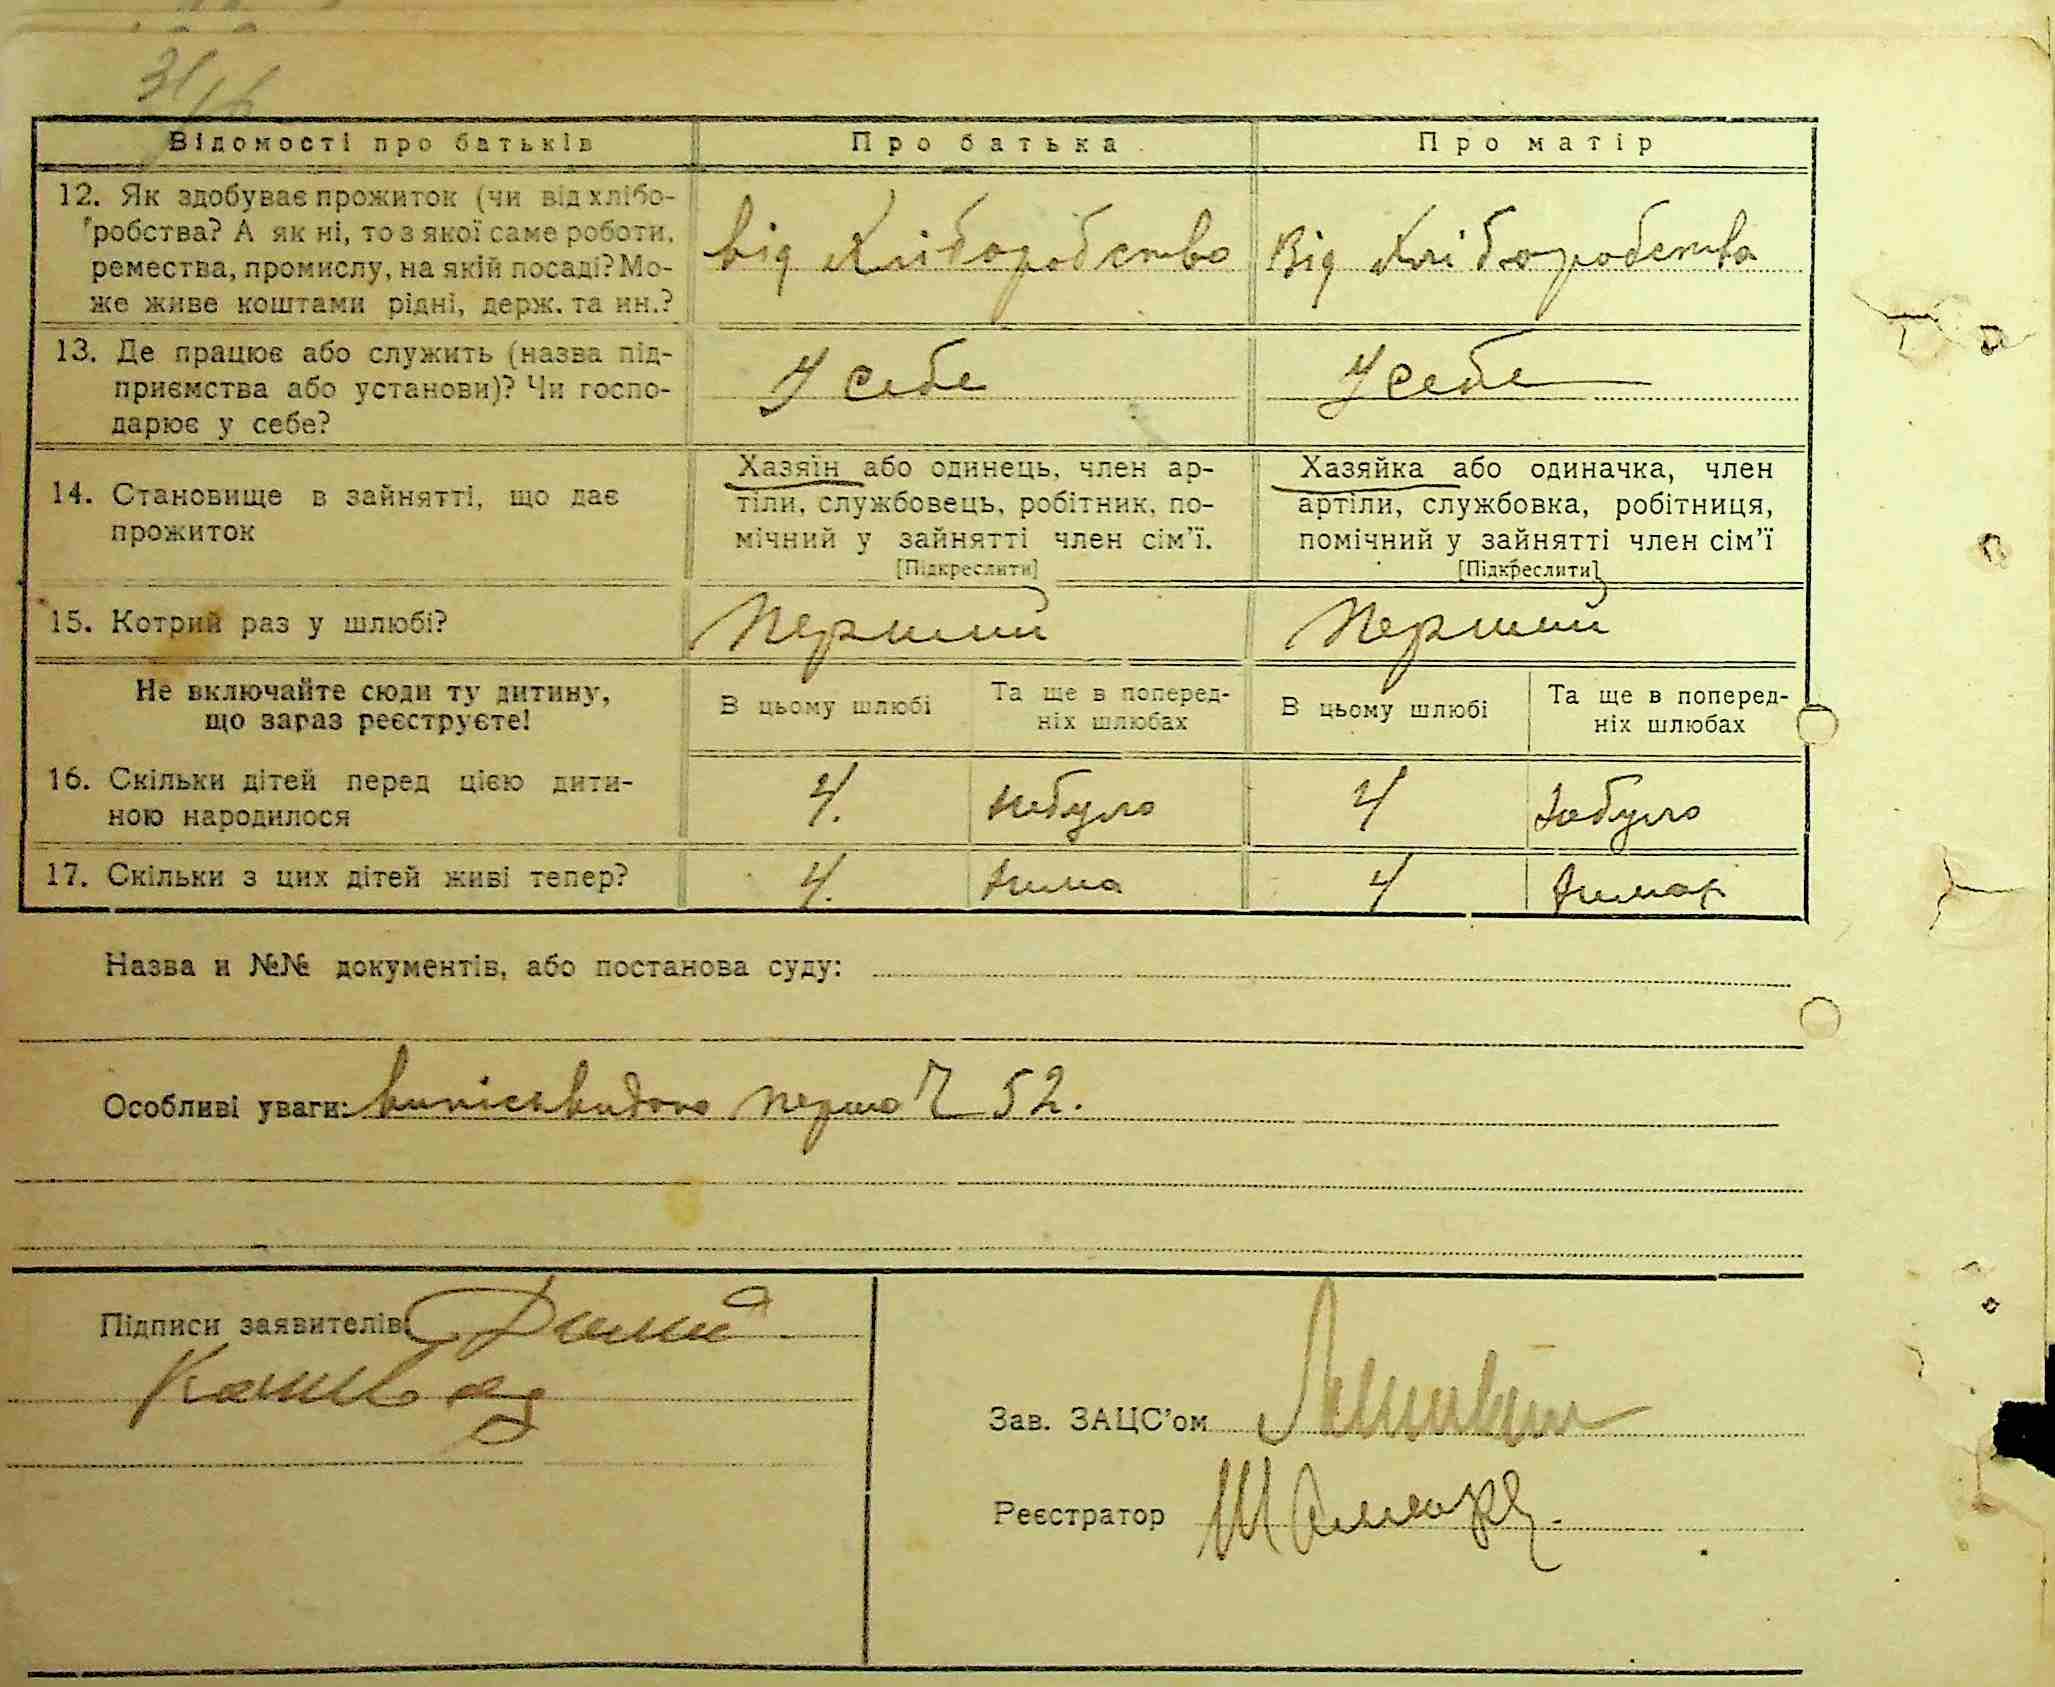 Відомості про батьків Про батька Про матір
12. Як здобуває прожиток (чи від хлібо-
робства? А як ні, то з якої саме роботи,
ремества, промислу, на якій посаді? Мо-
же живе коштами рідні, держ. та ин.?
від Хліборобство Від Хліборобства
13. Де працює або служить (назва під-
приємства або установи)? Чи госпо-
дарює у себе?
У себе У себе
14. Становище в зайнятті, що дає
прожиток
Хазяїн або одинець, член ар-
тіли, службовець, робітник, по-
мічний у зайнятті член сім’ї.
[Підкреслити]
Хазяйка або одиначка, член
артіли, службовка, робітниця,
помічний у зайнятті член сім’ї
[Підкреслити]
15. Котрий раз у шлюбі? Перший Перший
Не включайте сюди ту дитину,
що зараз реєструєте!
В цьому шлюбі
Та ще в поперед-
ніх шлюбах
В цьому шлюбі
Та ще в поперед-
ніх шлюбах
16. Скільки дітей перед цією дити-
ною народилося
4. небуло 4 небуло
17. Скільки з цих дітей живі тепер? 4. нима 4
Назва и №№ документів, або постанова суду:
Особливі уваги: 52.
Підписи заявителів
Зав. ЗАЦС’ом
Реєстратор